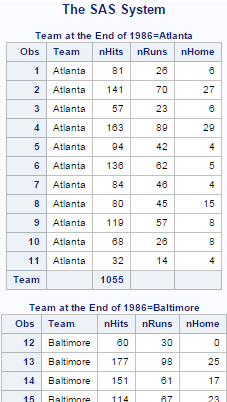 The SAS System
Team at the End of 1986=Atlanta
Obs Team nHits nRuns nHome
1 Atlanta 81 26 6
2 Atlanta 141 70 27
3 Atlanta 57 23 6
4 Atlanta 163 89 29
5 Atlanta 94 42 4
6 Atlanta 136 62 5
7 Atlanta 84 46 4
8 Atlanta 80 45 15
9 Atlanta 119 57 8
10 Atlanta 68 26 8
11 Atlanta 32 14 4
Team 1055
Team at the End of 1986=Baltimore
Obs Team nHits nRuns nHome
12 Baltimore 60 30 0
13 Baltimore 177 98 25
14 Baltimore 151 61 17
15 Baltimore 114 67 23